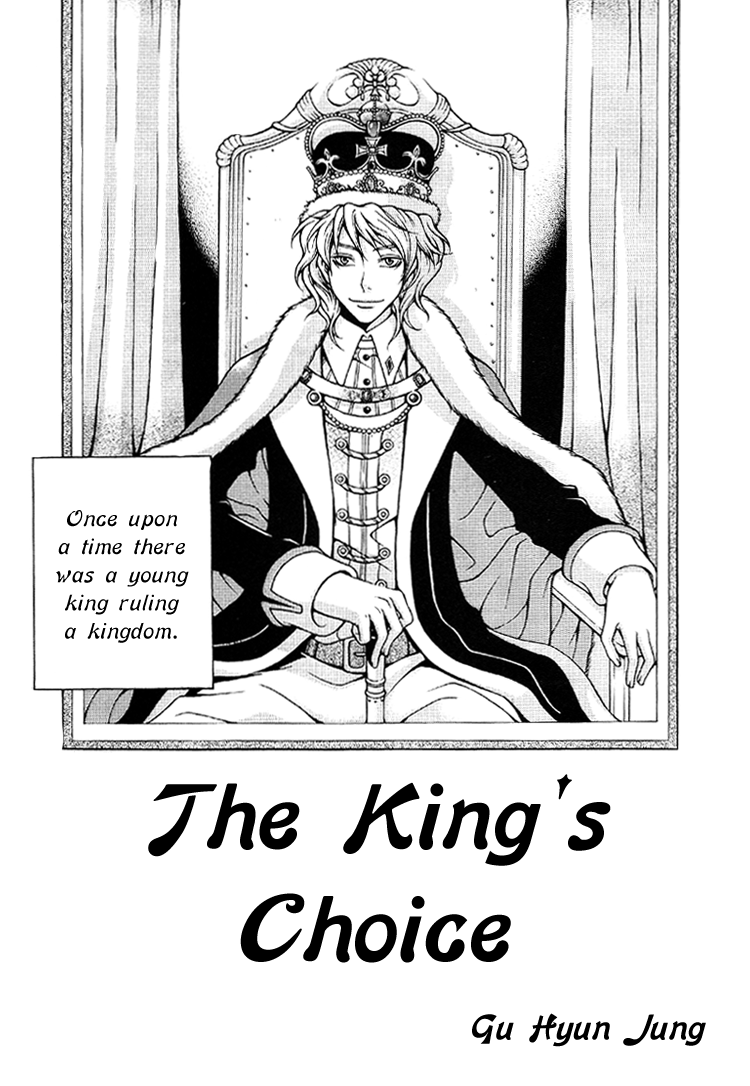 Once upon
a time there
was a young
king ruling
a kingdom.
The King's
Choice
Gu Hyun Jung